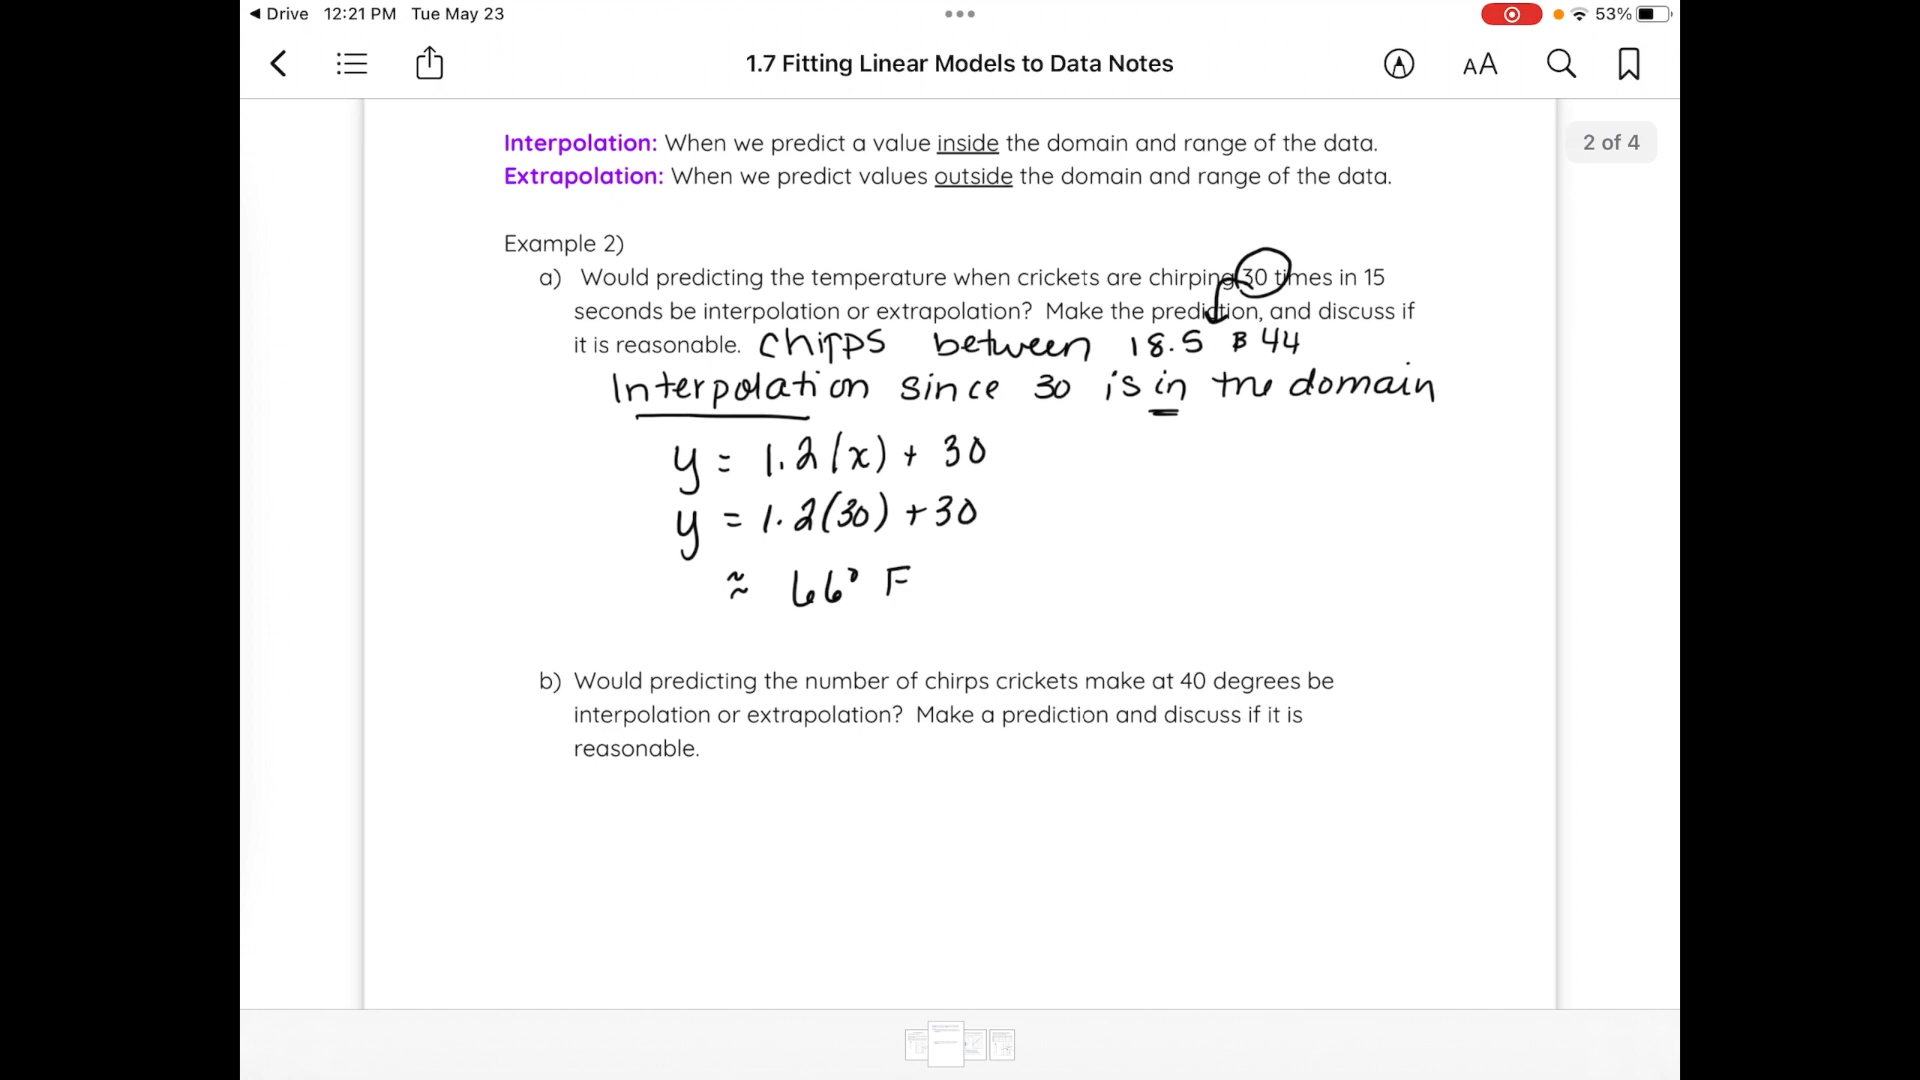 ◀ Drive 12:21 PM Tue May 23
53%
1.7 Fitting Linear Models to Data Notes
AA
2 of 4
Interpolation: When we predict a value inside the domain and range of the data.
Extrapolation: When we predict values outside the domain and range of the data.
Example 2)
a) Would predicting the temperature when crickets are chirping 30 times in 15
seconds be interpolation or extrapolation? Make the prediction, and discuss if
it is reasonable. Chirps between 18.5 & 44
Interpolation since 30 is in the domain
y = 1.2(x) + 30
y = 1.2(30) + 30
≈ 66° F
b) Would predicting the number of chirps crickets make at 40 degrees be
interpolation or extrapolation? Make a prediction and discuss if it is
reasonable.